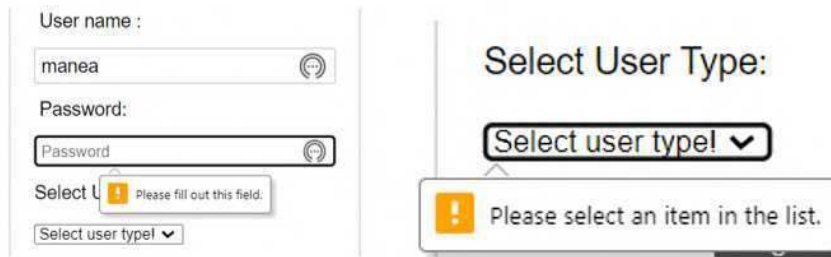 User name :
manea
Password:
Password
Please fill out this field.
Select U
Select user type!
Select User Type:
Select user type!
Please select an item in the list.